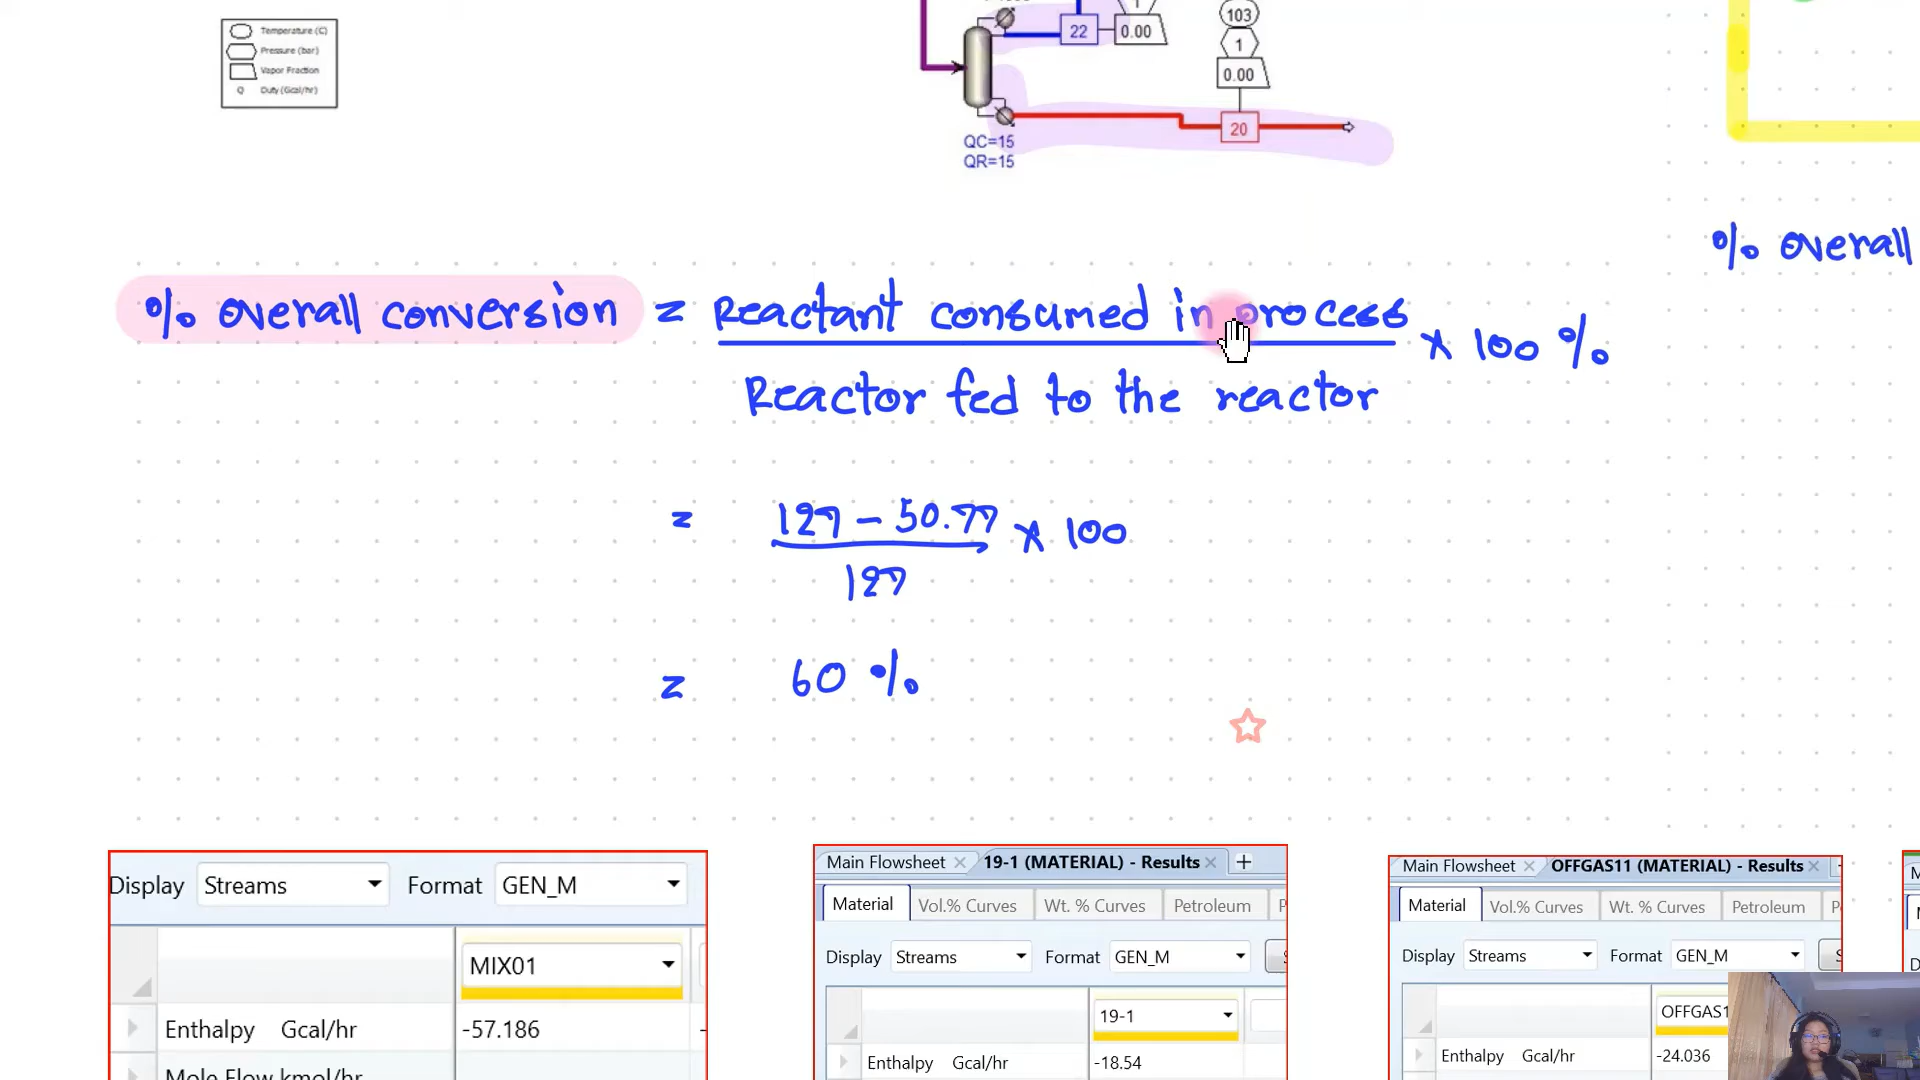 Temperature (C)
Pressure (bar)
Vapor Fraction
Q Duty (Gcal/hr)
22
0.00
103
1
0.00
20
QC=15
QR=15
% overall
% overall conversion = Reactant consumed in process * 100 %
Reactor fed to the reactor
= 127 - 50.77 * 100
127
= 60 %
Display Streams Format GEN_M
MIX01
Enthalpy Gcal/hr -57.186
Mole Flow kmol/hr
Main Flowsheet × 19-1 (MATERIAL) - Results × +
Material Vol.% Curves Wt. % Curves Petroleum P
Display Streams Format GEN_M
19-1
Enthalpy Gcal/hr -18.54
Main Flowsheet × OFFGAS11 (MATERIAL) - Results ×
Material Vol.% Curves Wt. % Curves Petroleum
Display Streams Format GEN_M
OFFGAS1
Enthalpy Gcal/hr -24.036